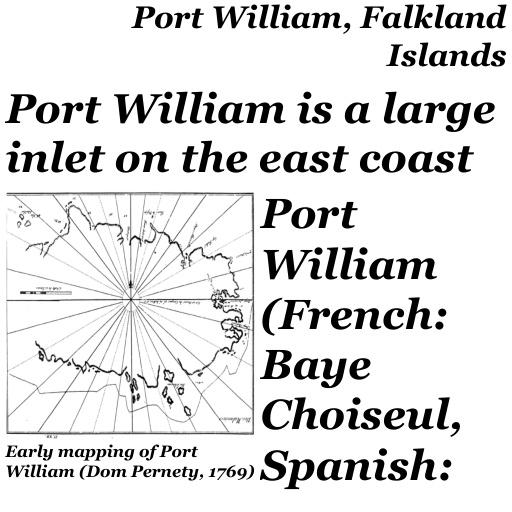 Port William, Falkland
Islands
Port William is a large
inlet on the east coast
Port
William
(French:
Baye
Choiseul,
Spanish:
Early mapping of Port
William (Dom Pernety, 1769)